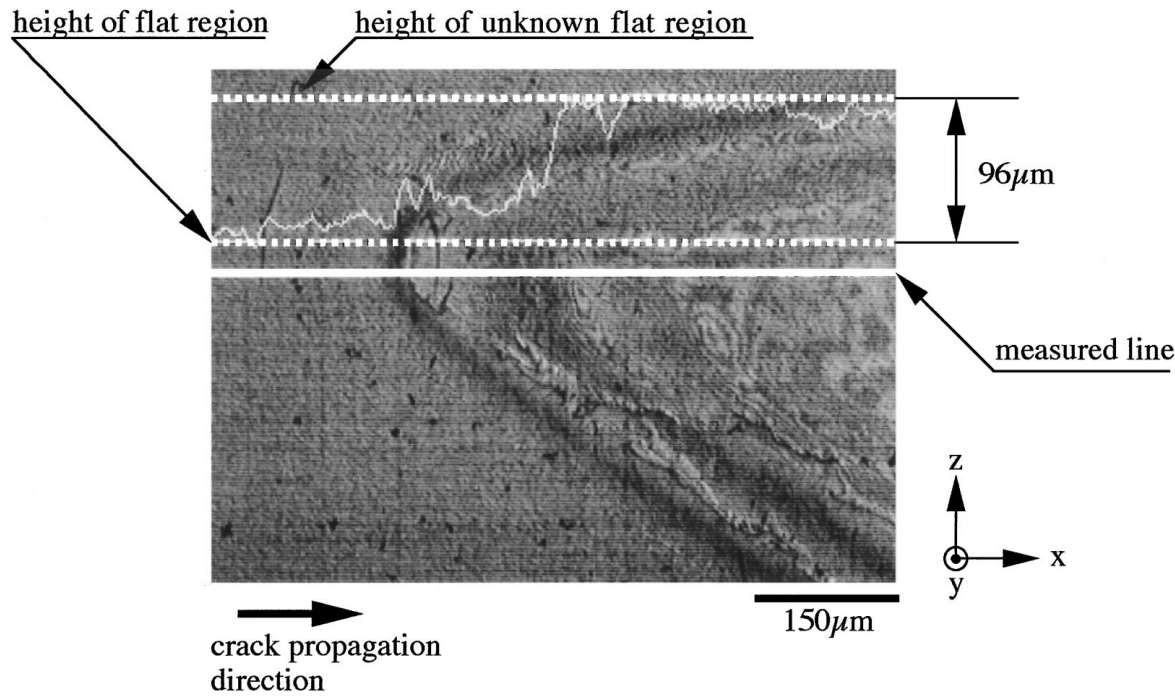 height of flat region
height of unknown flat region
96μm
measured line
z
x
y
150μm
crack propagation
direction